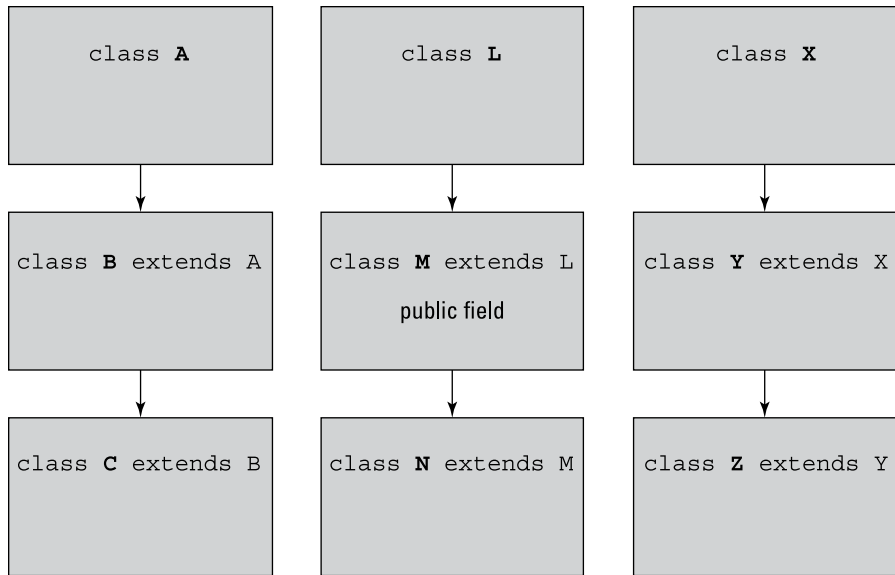 class A
class L
class X
class B extends A
class M extends L
public field
class Y extends X
class C extends B
class N extends M
class Z extends Y